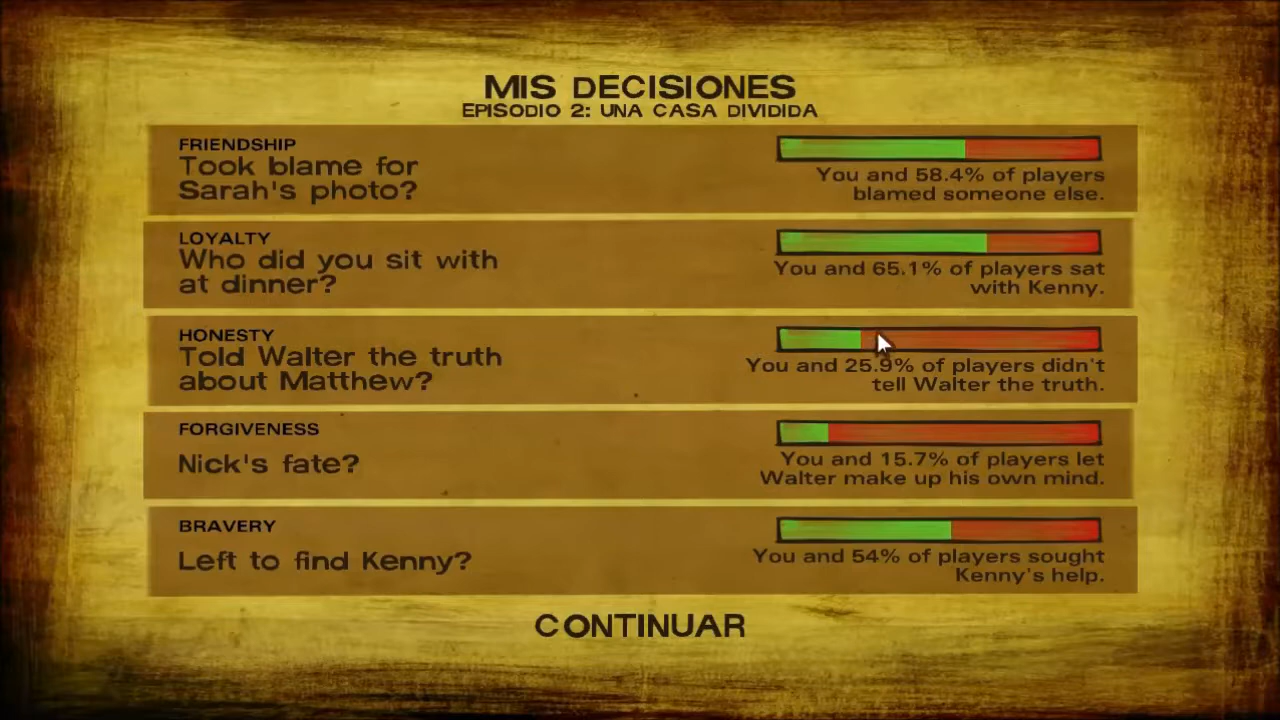 MIS DECISIONES
EPISODIO 2: UNA CASA DIVIDIDA
FRIENDSHIP
Took blame for
Sarah's photo?
You and 58.4% of players
blamed someone else.
LOYALTY
Who did you sit with
at dinner?
You and 65.1% of players sat
with Kenny.
HONESTY
Told Walter the truth
about Matthew?
You and 25.9% of players didn't
tell Walter the truth.
FORGIVENESS
Nick's fate?
You and 15.7% of players let
Walter make up his own mind.
BRAVERY
Left to find Kenny?
You and 54% of players sought
Kenny's help.
CONTINUAR